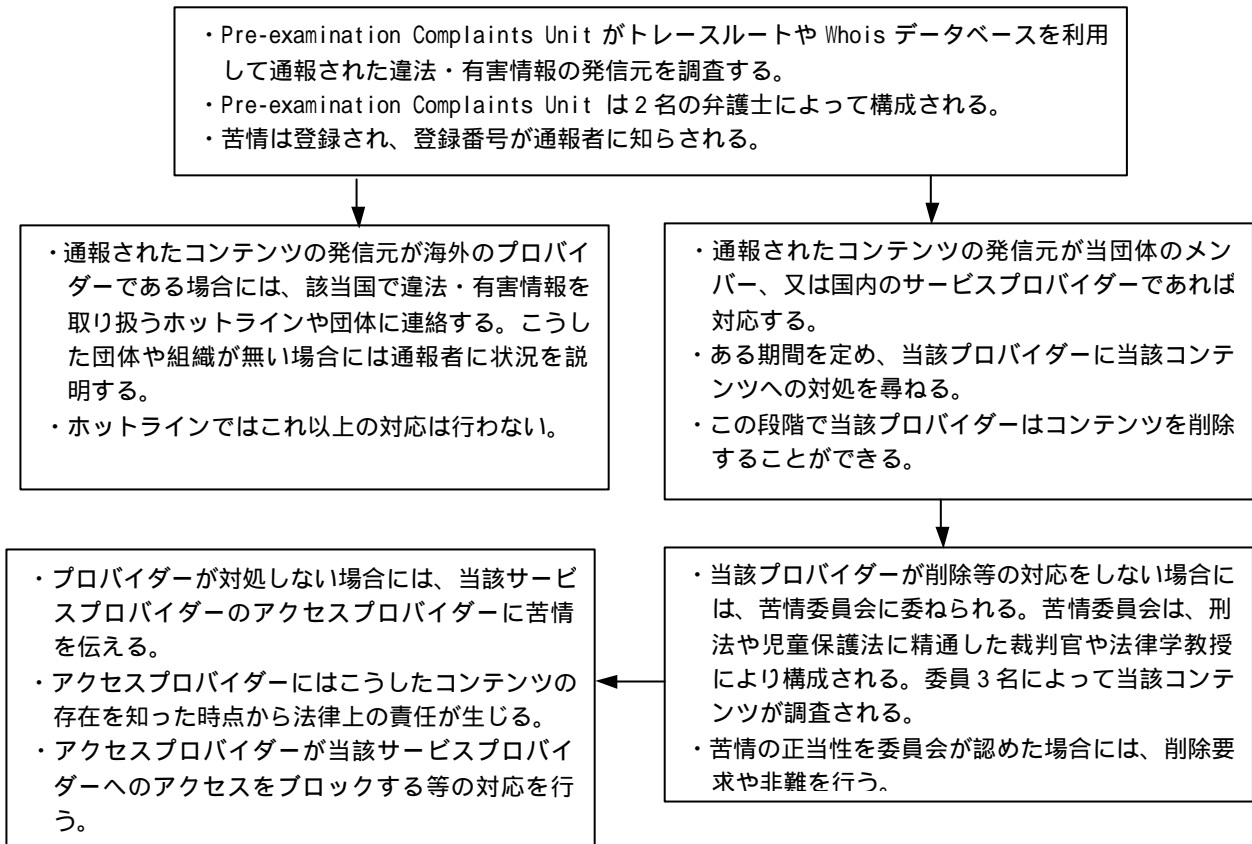 ・Pre-examination Complaints Unit がトレースルートや Whois データベースを利用
して通報された違法・有害情報の発信元を調査する。
・Pre-examination Complaints Unit は２名の弁護士によって構成される。
・苦情は登録され、登録番号が通報者に知らされる。
・通報されたコンテンツの発信元が海外のプロバイ
ダーである場合には、該当国で違法・有害情報を
取り扱うホットラインや団体に連絡する。こうし
た団体や組織が無い場合には通報者に状況を説
明する。
・ホットラインではこれ以上の対応は行わない。
・通報されたコンテンツの発信元が当団体のメン
バー、又は国内のサービスプロバイダーであれば
対応する。
・ある期間を定め、当該プロバイダーに当該コンテ
ンツへの対処を尋ねる。
・この段階で当該プロバイダーはコンテンツを削除
することができる。
・当該プロバイダーが削除等の対応をしない場合に
は、苦情委員会に委ねられる。苦情委員会は、刑
法や児童保護法に精通した裁判官や法律学教授
により構成される。委員３名によって当該コンテ
ンツが調査される。
・苦情の正当性を委員会が認めた場合には、削除要
求や非難を行う。
・プロバイダーが対処しない場合には、当該サービ
スプロバイダーのアクセスプロバイダーに苦情
を伝える。
・アクセスプロバイダーにはこうしたコンテンツの
存在を知った時点から法律上の責任が生じる。
・アクセスプロバイダーが当該サービスプロバイ
ダーへのアクセスをブロックする等の対応を行
う。